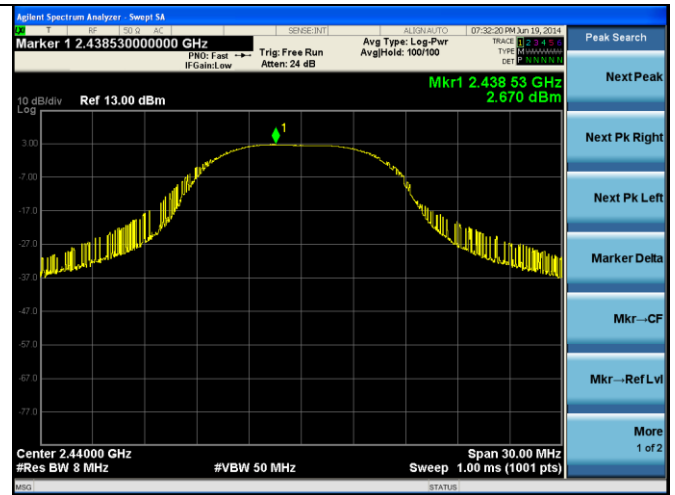 Agilent Spectrum Analyzer - Swept SA
T RF 50 Ω AC SENSE:INT ALIGNAUTO 07:32:20 PM Jun 19, 2014
Marker 1 2.438530000000 GHz
PNO: Fast
IFGain:Low
Trig: Free Run
Atten: 24 dB
Avg Type: Log-Pwr
Avg|Hold: 100/100
TRACE 1 2 3 4 5 6
TYPE M
DET P N N N N N
Mkr1 2.438 53 GHz
2.670 dBm
10 dB/div Ref 13.00 dBm
Log
1
3.00
-7.00
-17.0
-27.0
-37.0
-47.0
-57.0
-67.0
-77.0
Center 2.44000 GHz Span 30.00 MHz
#Res BW 8 MHz #VBW 50 MHz Sweep 1.00 ms (1001 pts)
MSG STATUS
Peak Search
Next Peak
Next Pk Right
Next Pk Left
Marker Delta
Mkr→CF
Mkr→Ref Lvl
More
1 of 2